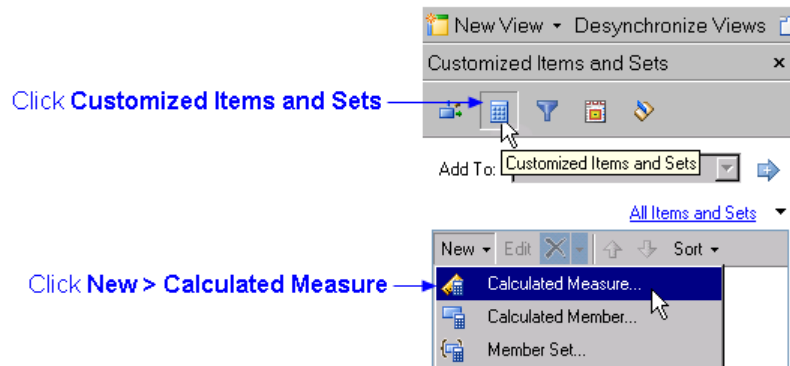 New View Desynchronize Views
Customized Items and Sets ×
Click Customized Items and Sets
Customized Items and Sets
Add To:
All Items and Sets
New Edit Sort
Click New > Calculated Measure
Calculated Measure...
Calculated Member...
Member Set...